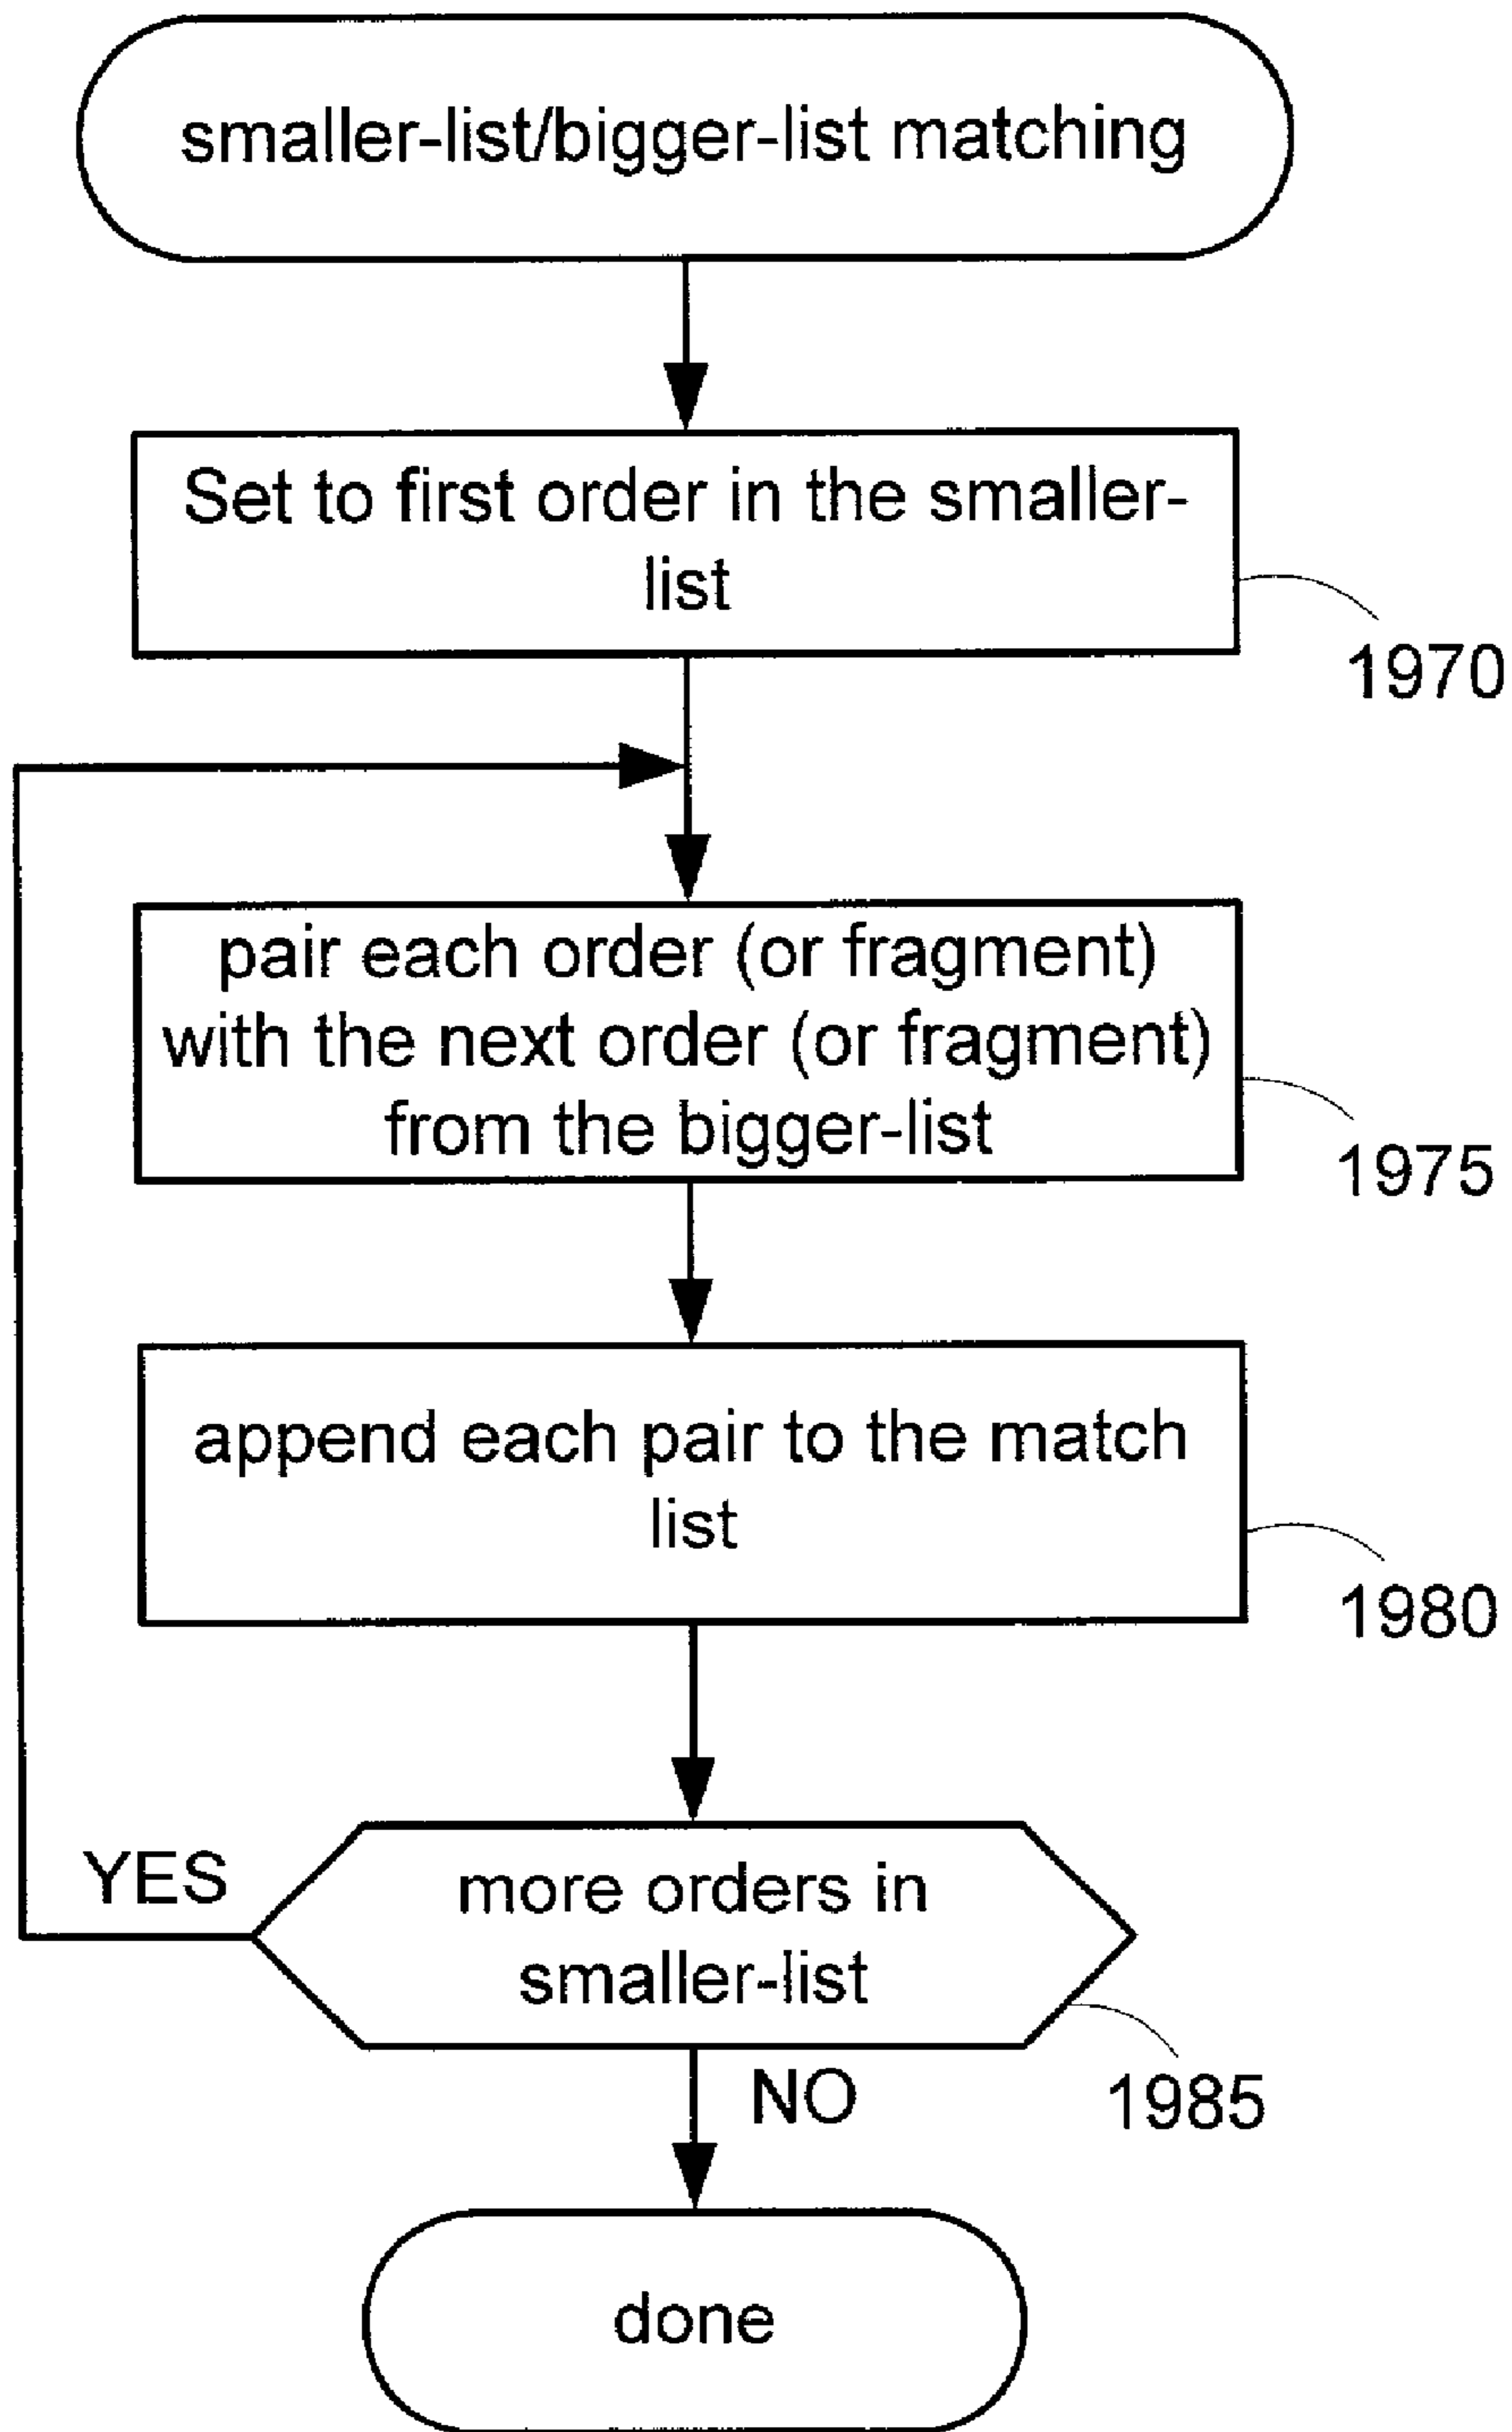 smaller-list/bigger-list matching
Set to first order in the smaller-
list
1970
pair each order (or fragment)
with the next order (or fragment)
from the bigger-list
1975
append each pair to the match
list
1980
YES
more orders in
smaller-list
NO
1985
done